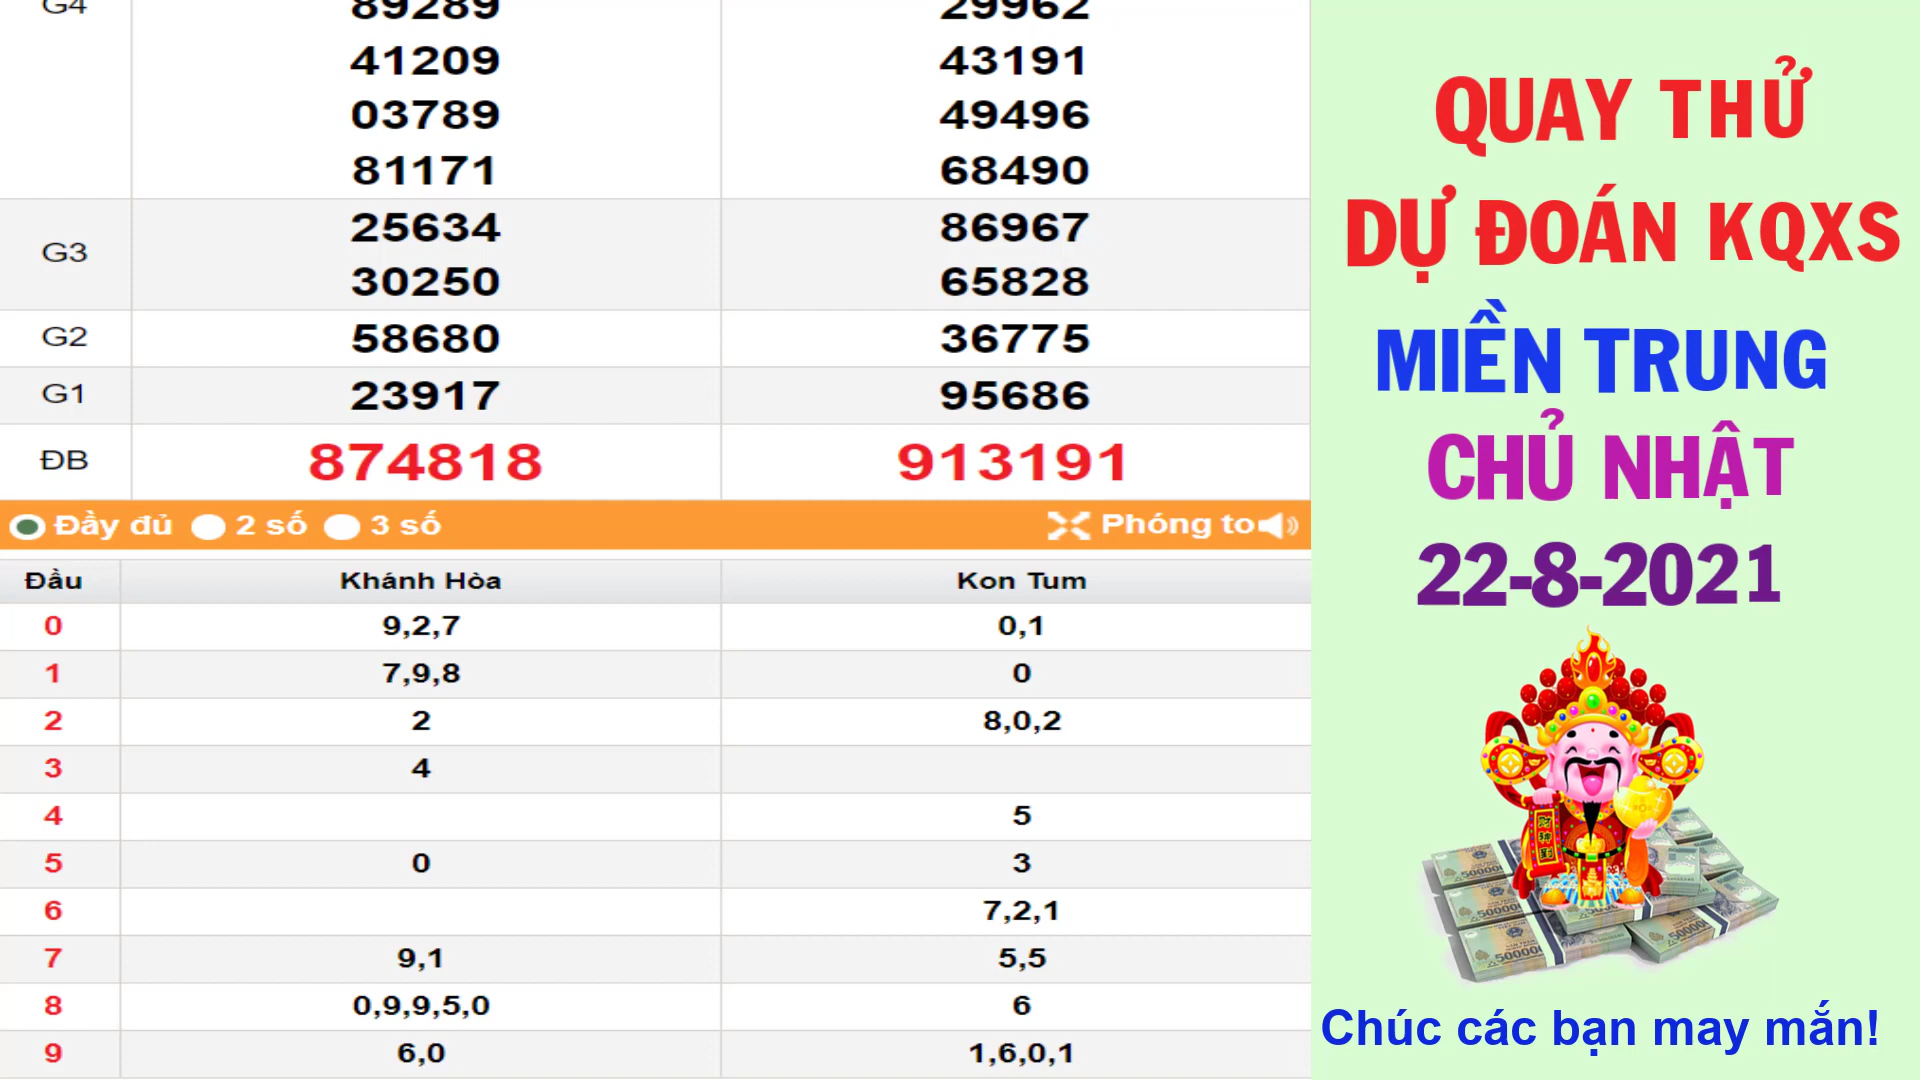 G4 89289 29962
41209 43191
03789 49496
81171 68490
G3 25634 86967
30250 65828
G2 58680 36775
G1 23917 95686
ĐB 874818 913191
Đầy đủ 2 số 3 số Phóng to
Đầu Khánh Hòa Kon Tum
0 9,2,7 0,1
1 7,9,8 0
2 2 8,0,2
3 4
4 5
5 0 3
6 7,2,1
7 9,1 5,5
8 0,9,9,5,0 6
9 6,0 1,6,0,1
QUAY THỬ
DỰ ĐOÁN KQXS
MIỀN TRUNG
CHỦ NHẬT
22-8-2021
Chúc các bạn may mắn!